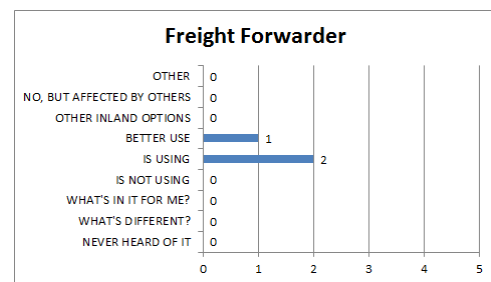 Freight Forwarder
OTHER 0
NO, BUT AFFECTED BY OTHERS 0
OTHER INLAND OPTIONS 0
BETTER USE 1
IS USING 2
IS NOT USING 0
WHAT'S IN IT FOR ME? 0
WHAT'S DIFFERENT? 0
NEVER HEARD OF IT 0
0 1 2 3 4 5